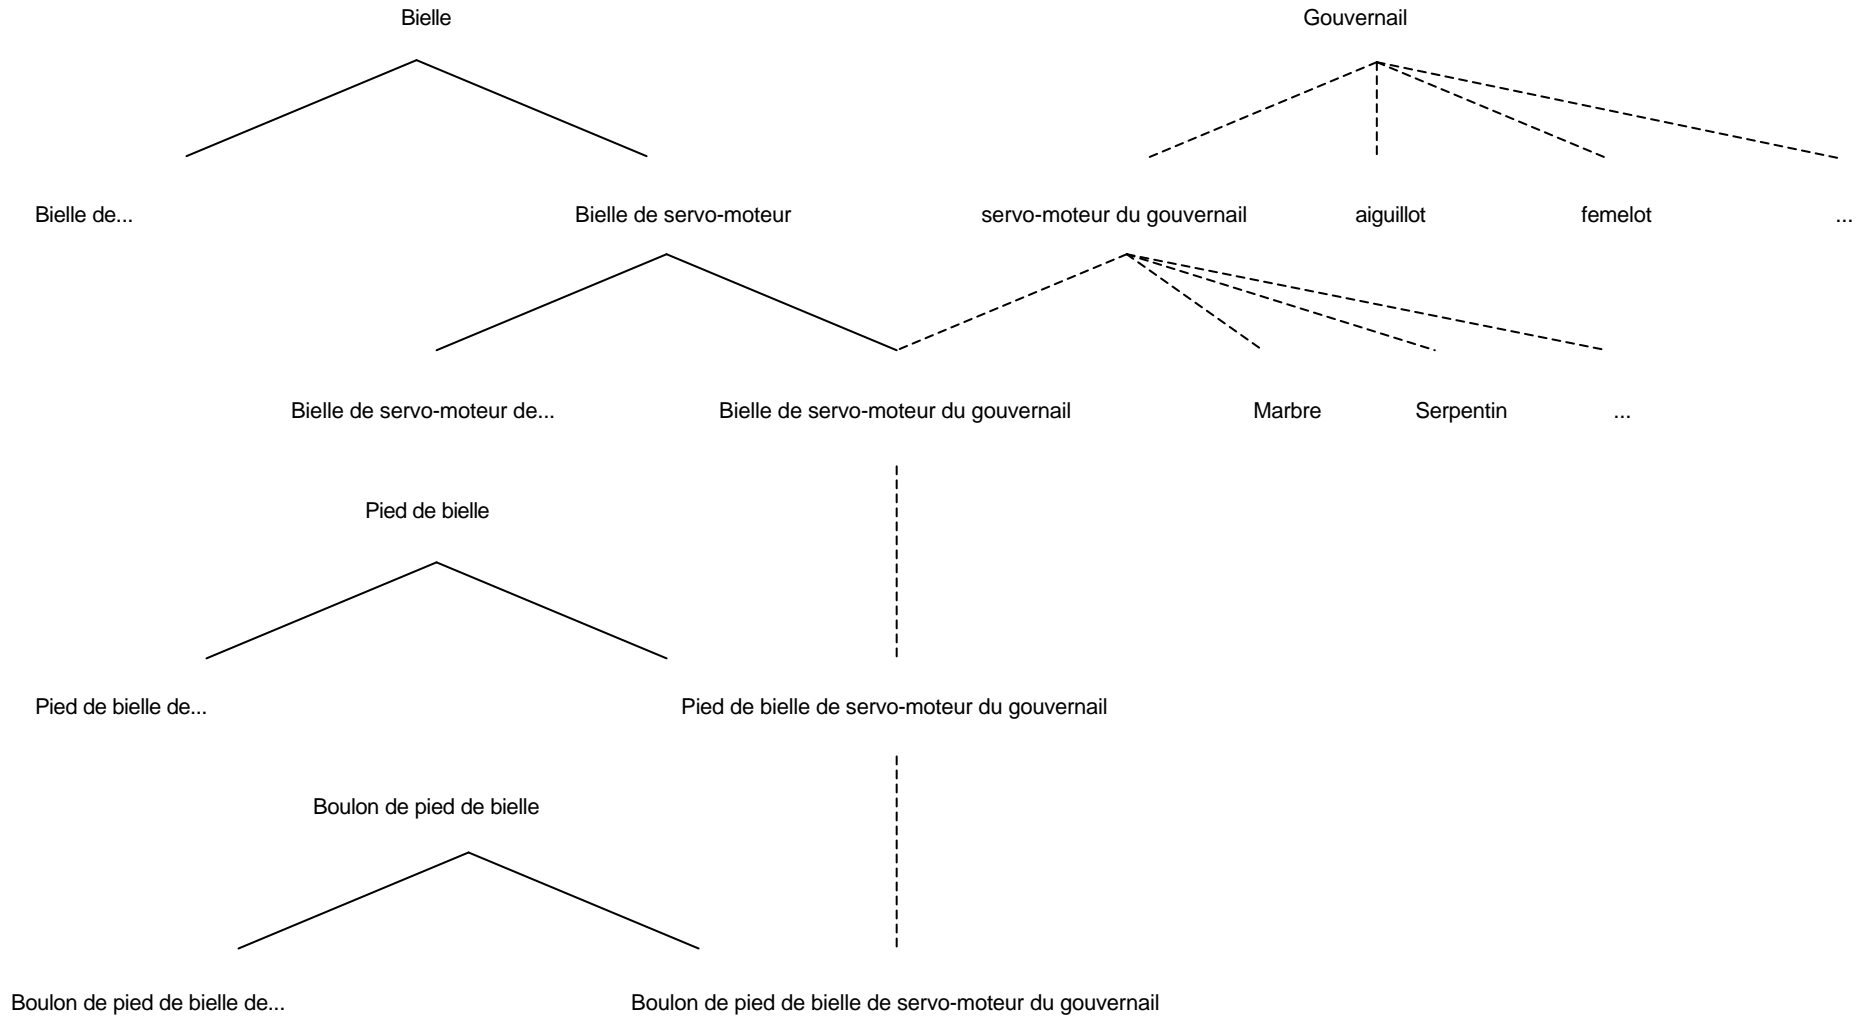 Bielle
Gouvernail
Bielle de...
Bielle de servo-moteur
servo-moteur du gouvernail
aiguillot
femelot
...
Bielle de servo-moteur de...
Bielle de servo-moteur du gouvernail
Marbre
Serpentin
...
Pied de bielle
Pied de bielle de...
Pied de bielle de servo-moteur du gouvernail
Boulon de pied de bielle
Boulon de pied de bielle de...
Boulon de pied de bielle de servo-moteur du gouvernail